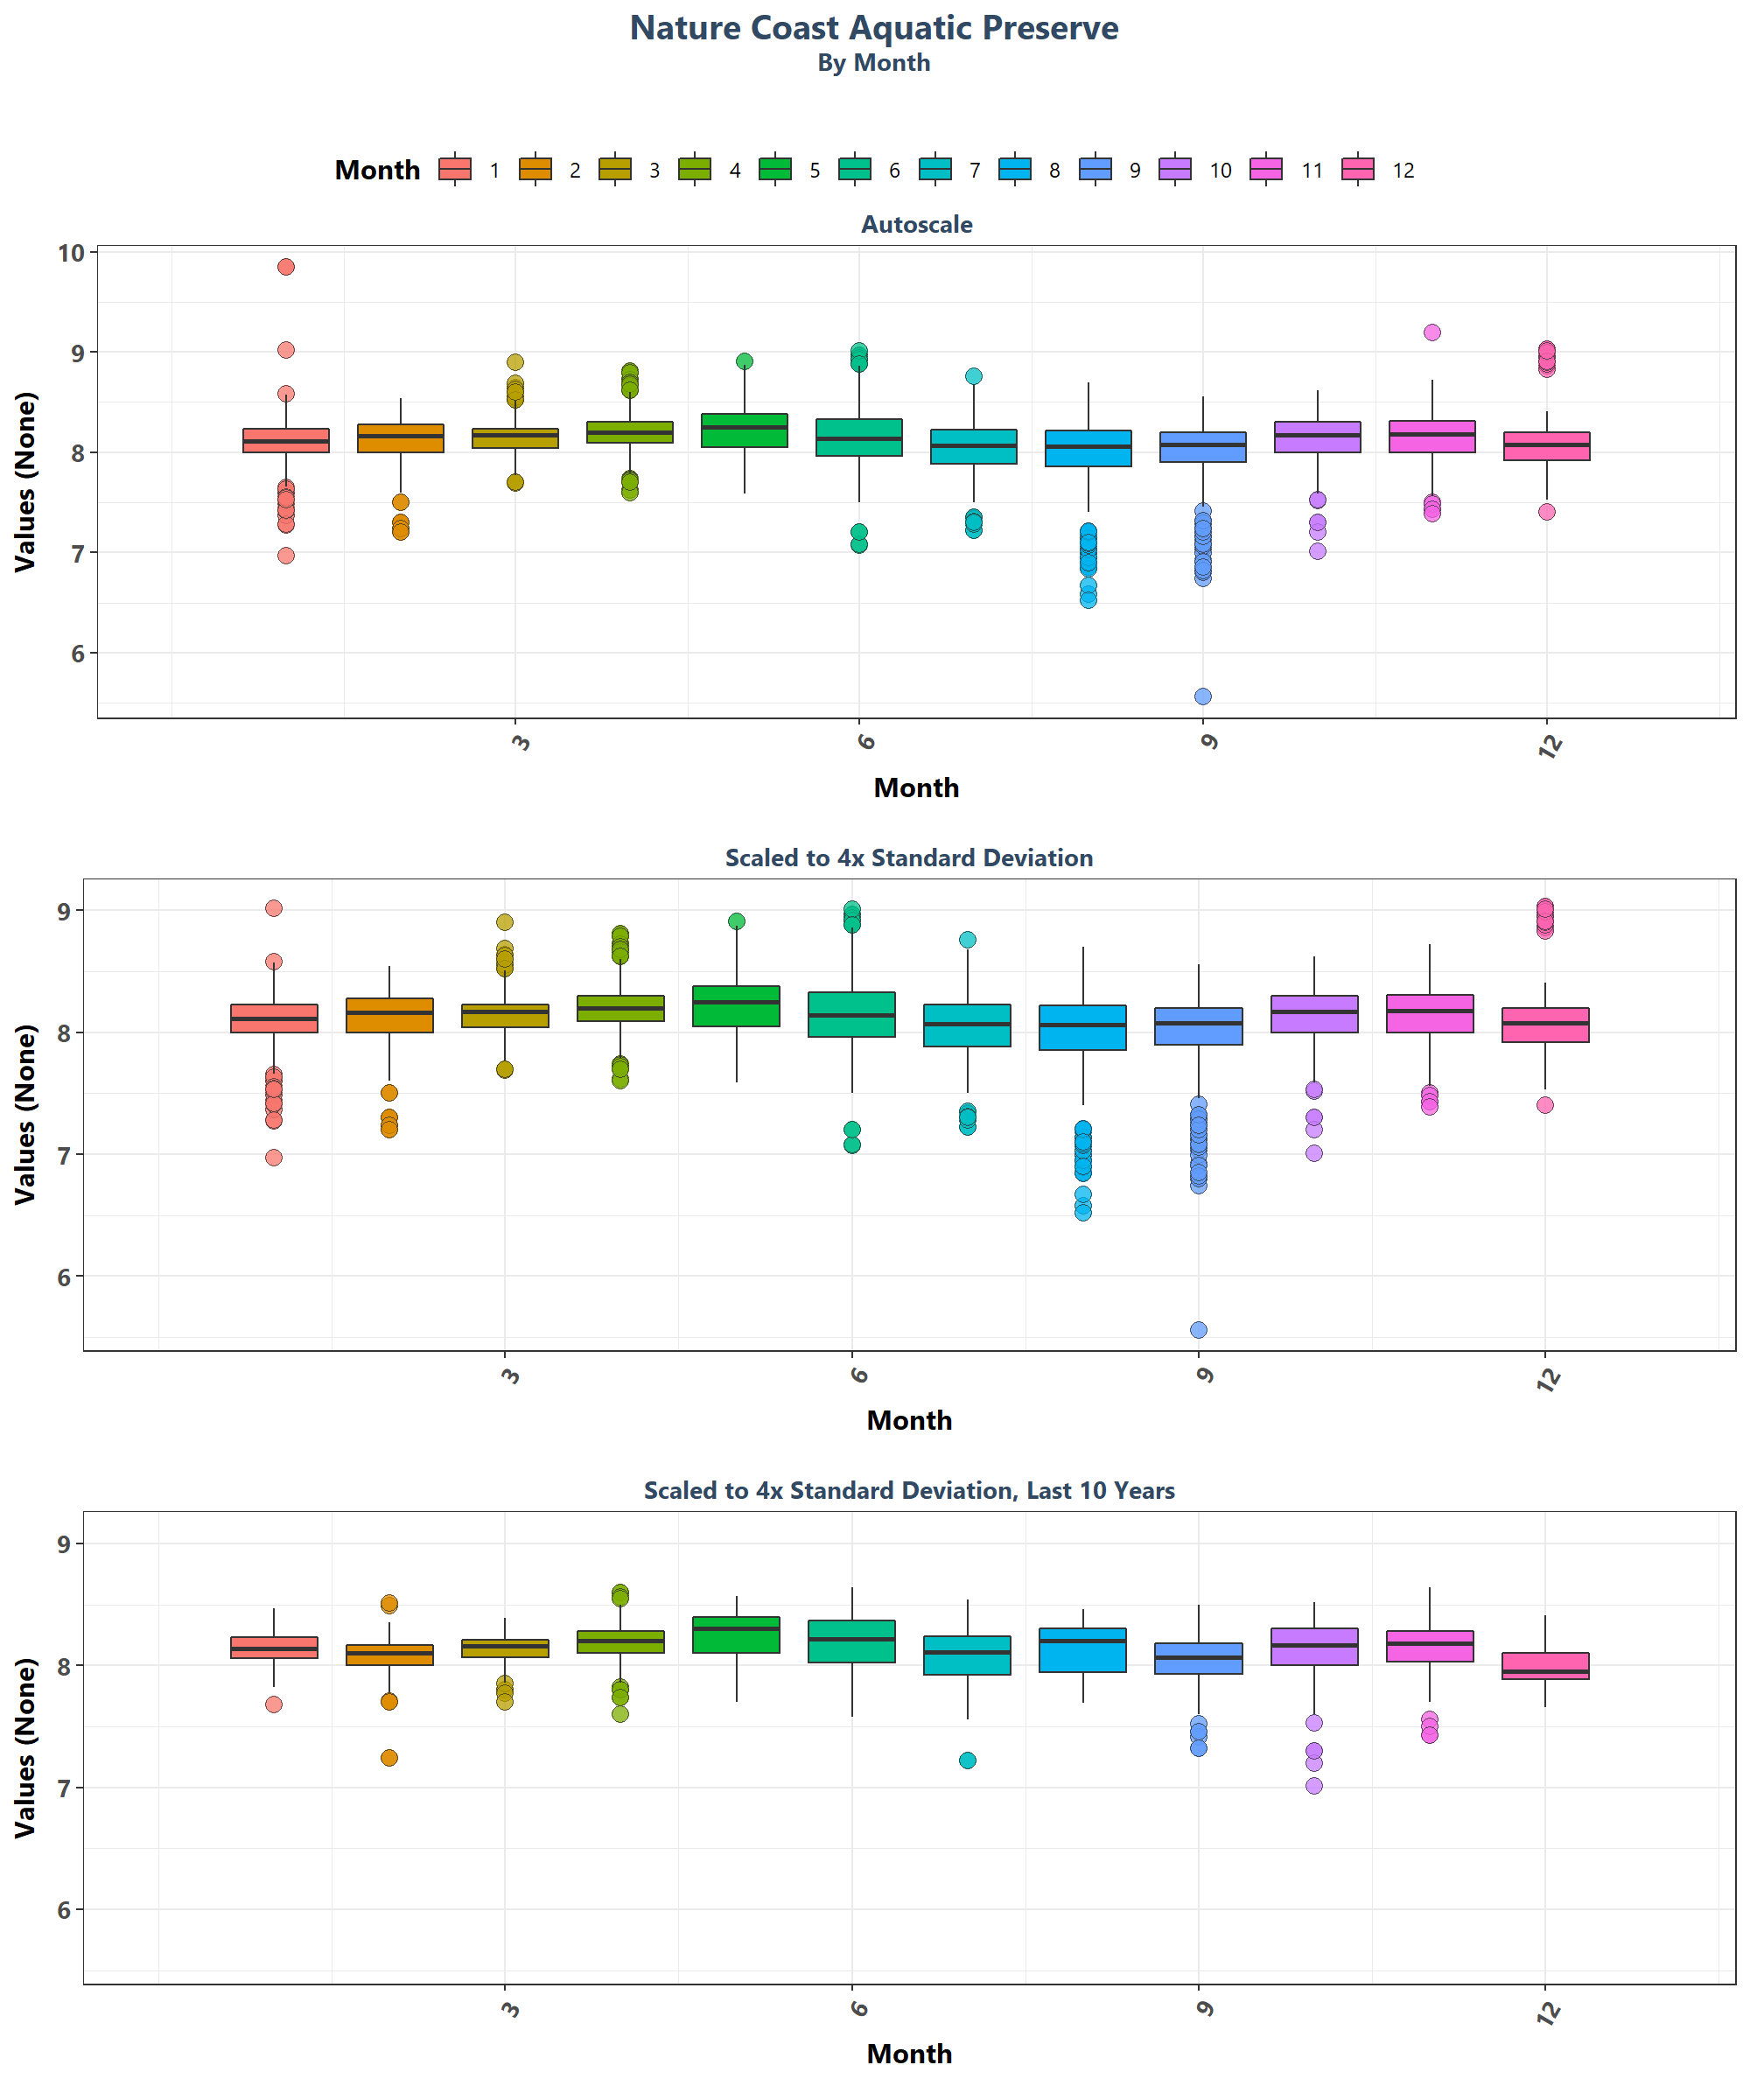 Nature Coast Aquatic Preserve
By Month
Month 1 2 3 4 5 6 7 8 9 10 11 12
Autoscale
Values (None)
10
9
8
7
6
3 6 9 12
Month
Scaled to 4x Standard Deviation
Values (None)
9
8
7
6
3 6 9 12
Month
Scaled to 4x Standard Deviation, Last 10 Years
Values (None)
9
8
7
6
3 6 9 12
Month